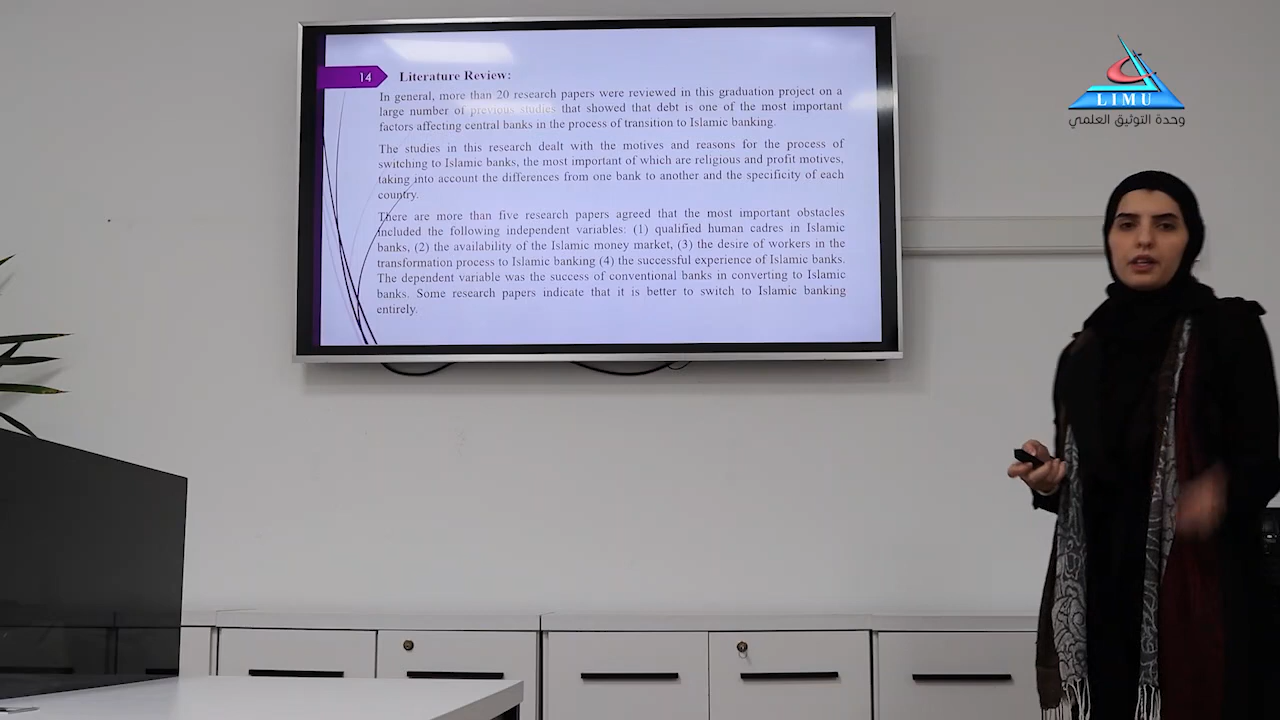 14
Literature Review:
In general, more than 20 research papers were reviewed in this graduation project on a
large number of previous studies that showed that debt is one of the most important
factors affecting central banks in the process of transition to Islamic banking.
The studies in this research dealt with the motives and reasons for the process of
switching to Islamic banks, the most important of which are religious and profit motives,
taking into account the differences from one bank to another and the specificity of each
country.
There are more than five research papers agreed that the most important obstacles
included the following independent variables: (1) qualified human cadres in Islamic
banks, (2) the availability of the Islamic money market, (3) the desire of workers in the
transformation process to Islamic banking (4) the successful experience of Islamic banks.
The dependent variable was the success of conventional banks in converting to Islamic
banks. Some research papers indicate that it is better to switch to Islamic banking
entirely.
LIMU
وحدة التوثيق العلمي